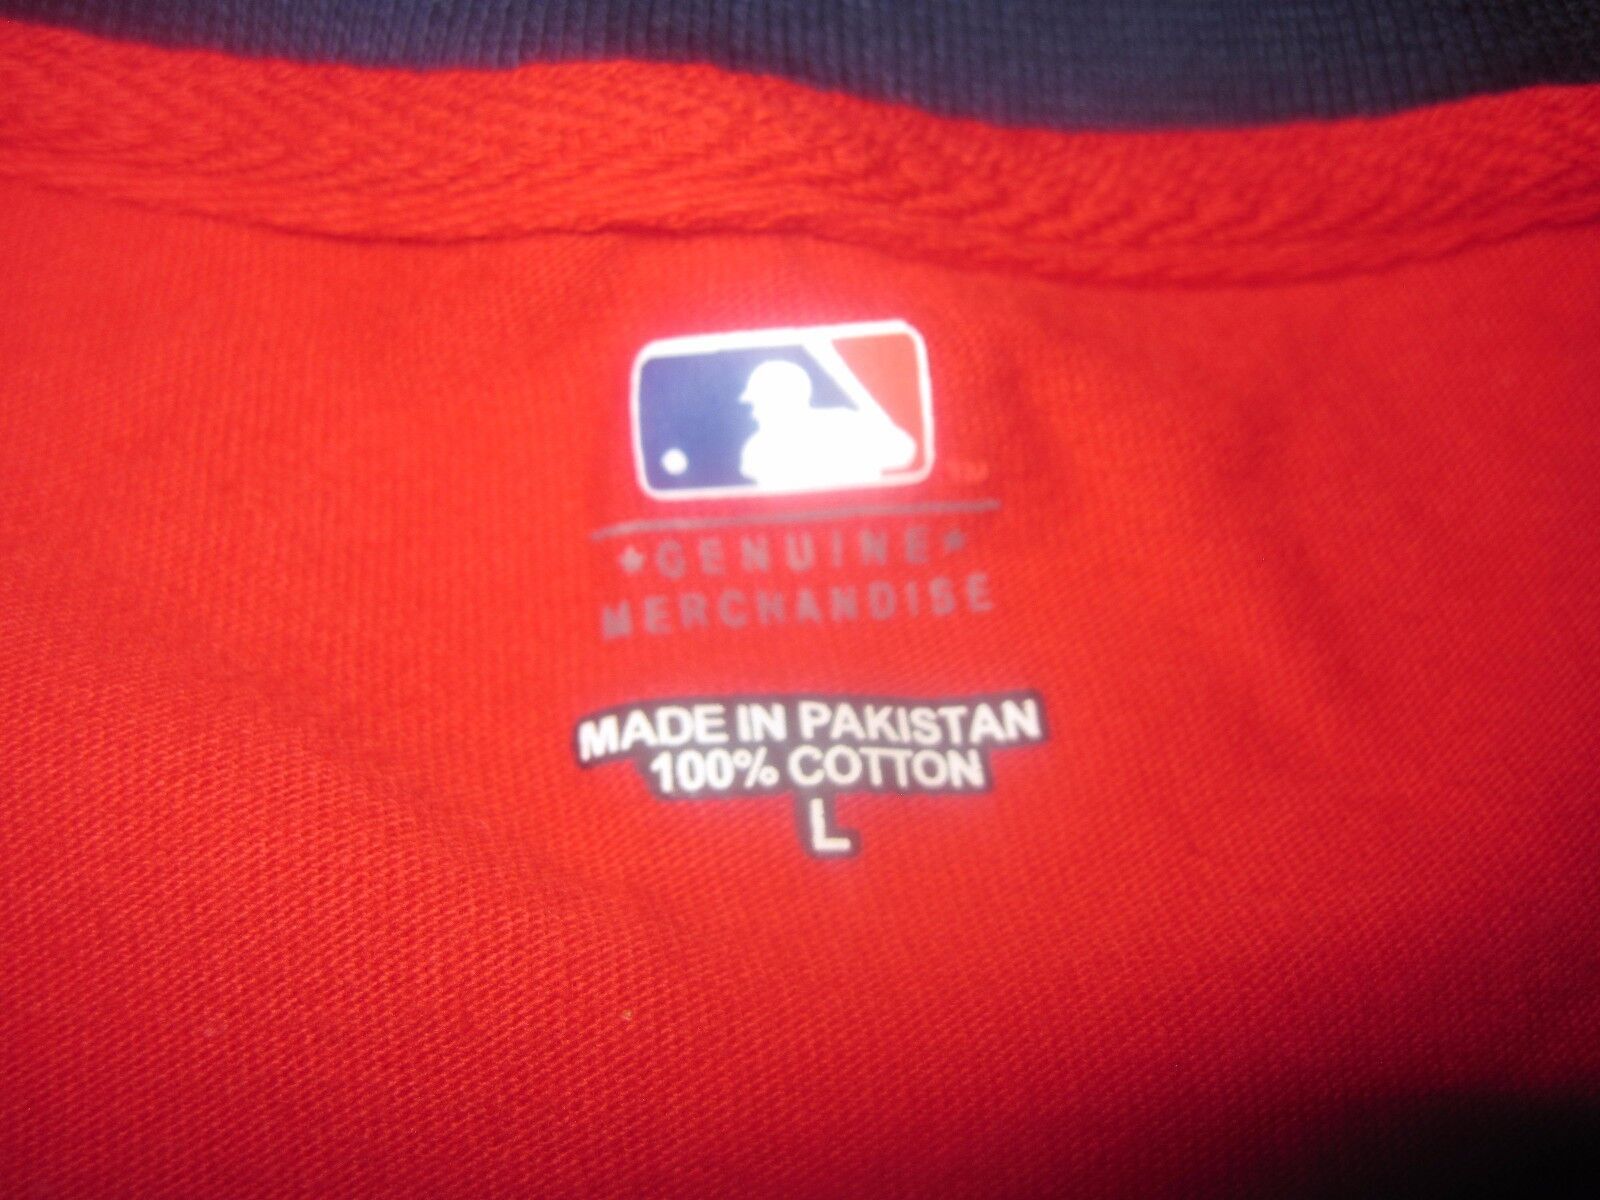 ★GENUINE★
MERCHANDISE
MADE IN PAKISTAN
100% COTTON
L